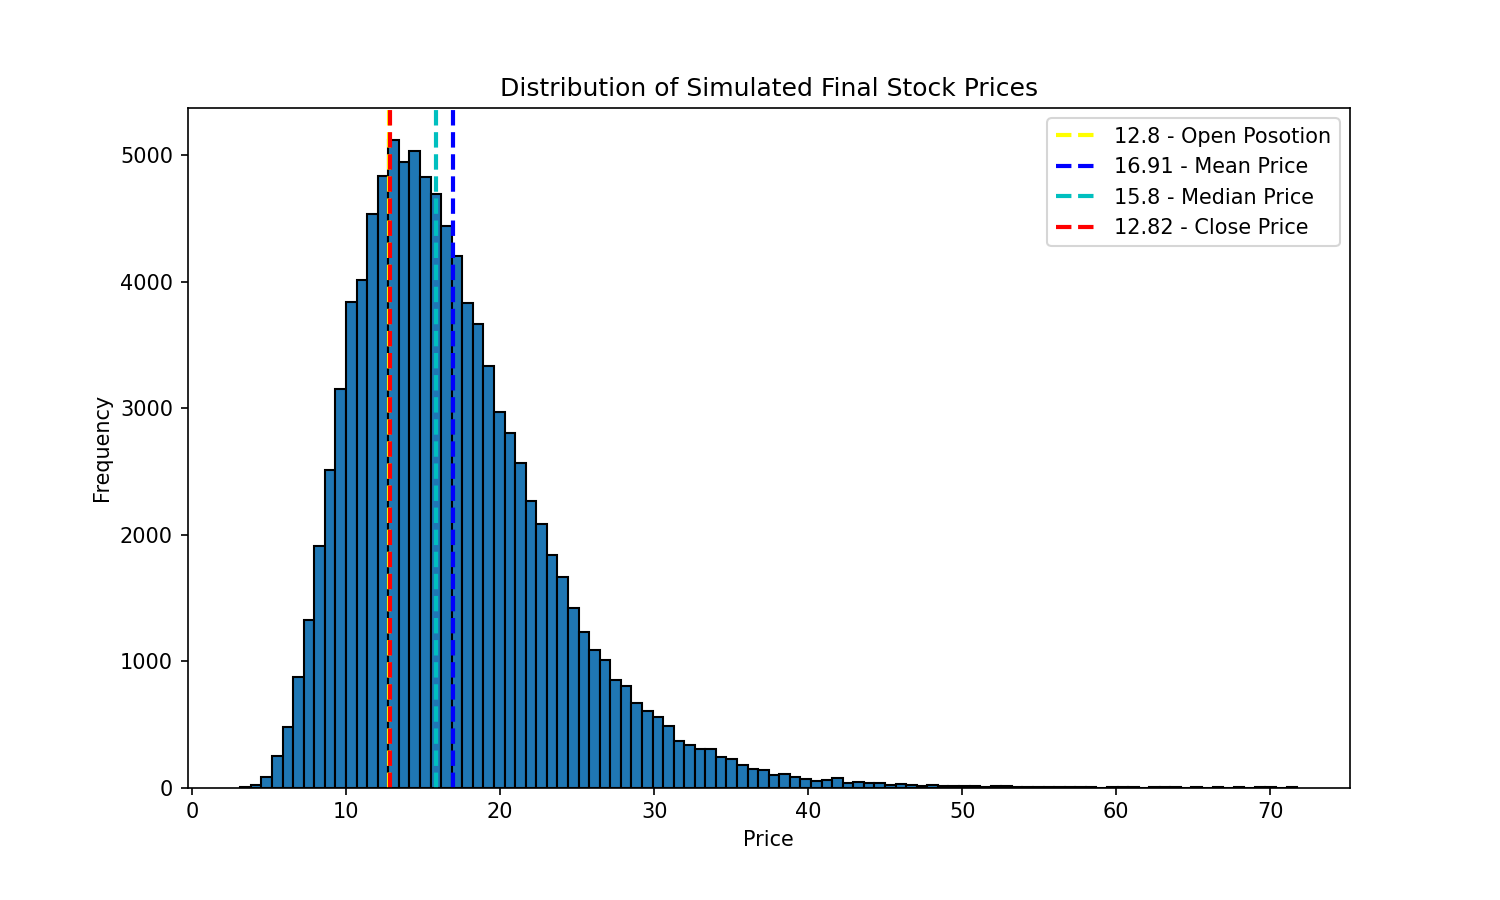 Distribution of Simulated Final Stock Prices
12.8 - Open Posotion
16.91 - Mean Price
15.8 - Median Price
12.82 - Close Price
Frequency
5000
4000
3000
2000
1000
0
0 10 20 30 40 50 60 70
Price